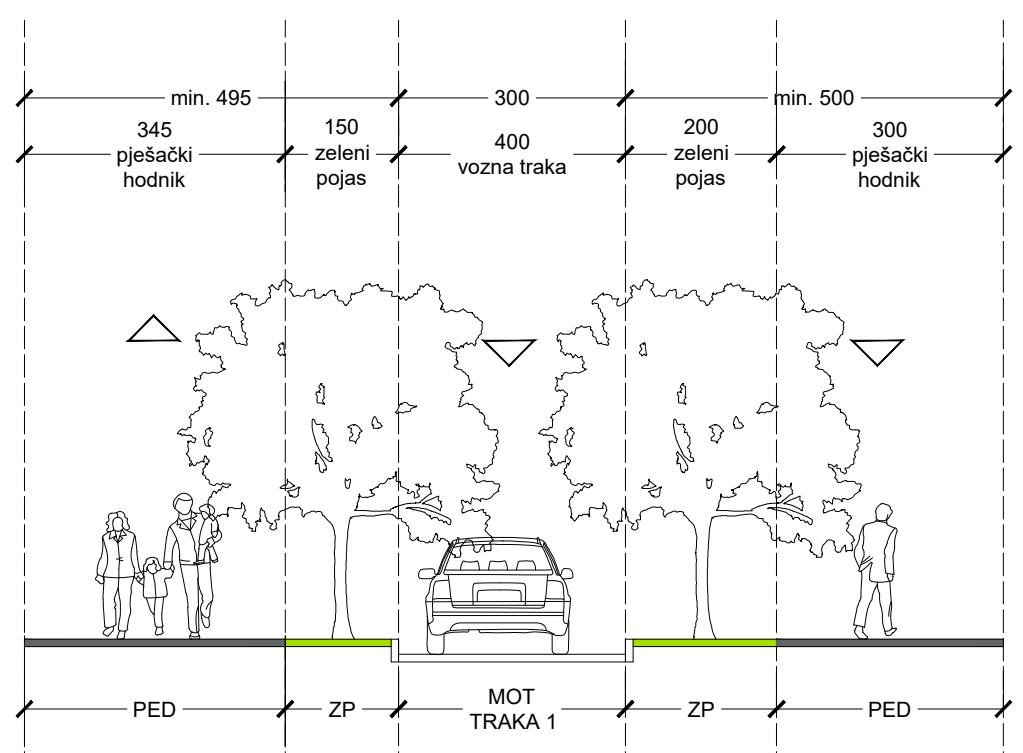 min. 495
300
min. 500
345
pješački
hodnik
150
zeleni
pojas
400
vozna traka
200
zeleni
pojas
300
pješački
hodnik
PED
ZP
MOT
TRAKA 1
ZP
PED